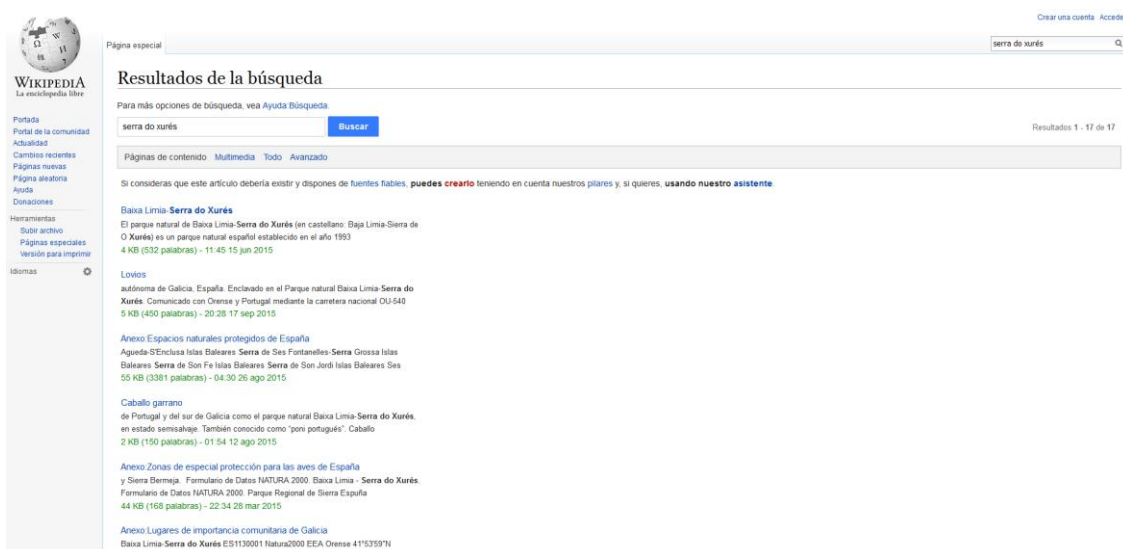 Crear una cuenta Accede
Página especial
serra do xurés
WIKIPEDIA
La enciclopedia libre
Portada
Portal de la comunidad
Actualidad
Cambios recientes
Páginas nuevas
Página aleatoria
Ayuda
Donaciones
Herramientas
Subir archivo
Páginas especiales
Versión para imprimir
Idiomas
Resultados de la búsqueda
Para más opciones de búsqueda, vea Ayuda:Búsqueda.
serra do xurés
Buscar
Resultados 1 - 17 de 17
Páginas de contenido Multimedia Todo Avanzado
Si consideras que este artículo debería existir y dispones de fuentes fiables, puedes crearlo teniendo en cuenta nuestros pilares y, si quieres, usando nuestro asistente.
Baixa Limia-Serra do Xurés
El parque natural de Baixa Limia-Serra do Xurés (en castellano: Baja Limia-Sierra de
O Xurés) es un parque natural español establecido en el año 1993
4 KB (532 palabras) - 11:45 15 jun 2015
Lovios
autónoma de Galicia, España. Enclavado en el Parque natural Baixa Limia-Serra do
Xurés. Comunicado con Orense y Portugal mediante la carretera nacional OU-540
5 KB (450 palabras) - 20:28 17 sep 2015
Anexo:Espacios naturales protegidos de España
Agueda-S'Enclusa Islas Baleares Serra de Ses Fontanelles-Serra Grossa Islas
Baleares Serra de Son Fe Islas Baleares Serra de Son Jordi Islas Baleares Ses
55 KB (3381 palabras) - 04:30 26 ago 2015
Caballo garrano
de Portugal y del sur de Galicia como el parque natural Baixa Limia-Serra do Xurés,
en estado semisalvaje. También conocido como "poni portugués". Caballo
2 KB (150 palabras) - 01:54 12 ago 2015
Anexo:Zonas de especial protección para las aves de España
y Sierra Bermeja. Formulario de Datos NATURA 2000. Baixa Limia - Serra do Xurés.
Formulario de Datos NATURA 2000. Parque Regional de Sierra Espuña
44 KB (168 palabras) - 22:34 28 mar 2015
Anexo:Lugares de importancia comunitaria de Galicia
Baixa Limia-Serra do Xurés ES1130001 Natura2000 EEA Orense 41°53′59″N